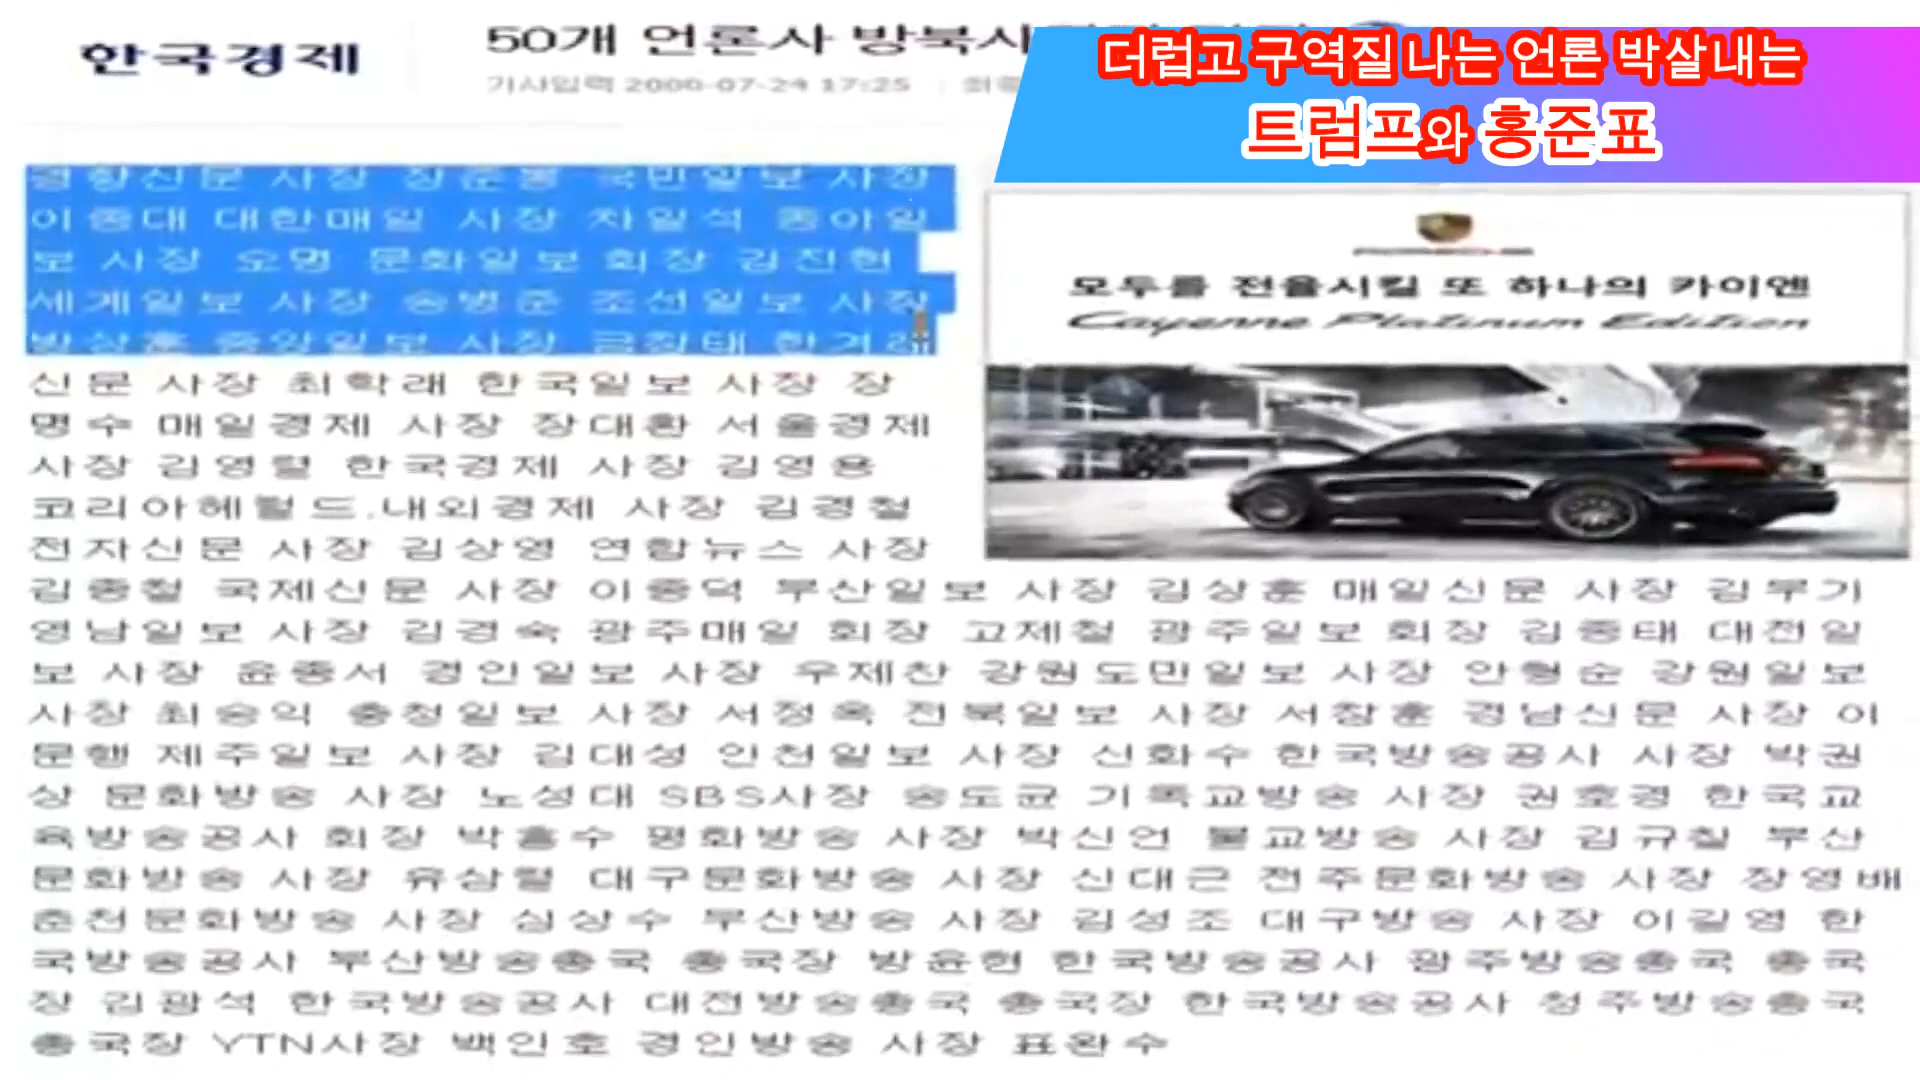 한국경제
50개 언론사 방북사
기사입력 2000-07-24 17:25
더럽고 구역질 나는 언론 박살내는
트럼프와 홍준표
경향신문 사장 장준봉 국민일보 사장
이종대 대한매일 사장 차일석 동아일
보 사장 오명 문화일보 회장 김진현
세계일보 사장 송병준 조선일보 사장
방상훈 중앙일보 사장 금창태 한겨레
신문 사장 최학래 한국일보 사장 장
명수 매일경제 사장 장대환 서울경제
사장 김영렬 한국경제 사장 김영용
코리아헤럴드.내외경제 사장 김경철
전자신문 사장 김상영 연합뉴스 사장
김종철 국제신문 사장 이종덕 부산일보 사장 김상훈 매일신문 사장 김부기
영남일보 사장 김경숙 광주매일 회장 고제철 광주일보 회장 김종태 대전일
보 사장 윤종서 경인일보 사장 우제찬 강원도민일보 사장 안형순 강원일보
사장 최승익 충청일보 사장 서정옥 전북일보 사장 서창훈 경남신문 사장 이
문행 제주일보 사장 김대성 인천일보 사장 신화수 한국방송공사 사장 박권
상 문화방송 사장 노성대 SBS사장 송도균 기독교방송 사장 권호경 한국교
육방송공사 회장 박흥수 평화방송 사장 박신언 불교방송 사장 김규칠 부산
문화방송 사장 유삼렬 대구문화방송 사장 신대근 전주문화방송 사장 장영배
춘천문화방송 사장 심상수 부산방송 사장 김성조 대구방송 사장 이길영 한
국방송공사 부산방송총국 총국장 방윤현 한국방송공사 광주방송총국 총국
장 김광석 한국방송공사 대전방송총국 총국장 한국방송공사 청주방송총국
총국장 YTN사장 백인호 경인방송 사장 표완수
PORSCHE
모두를 전율시킬 또 하나의 카이엔
Cayenne Platinum Edition